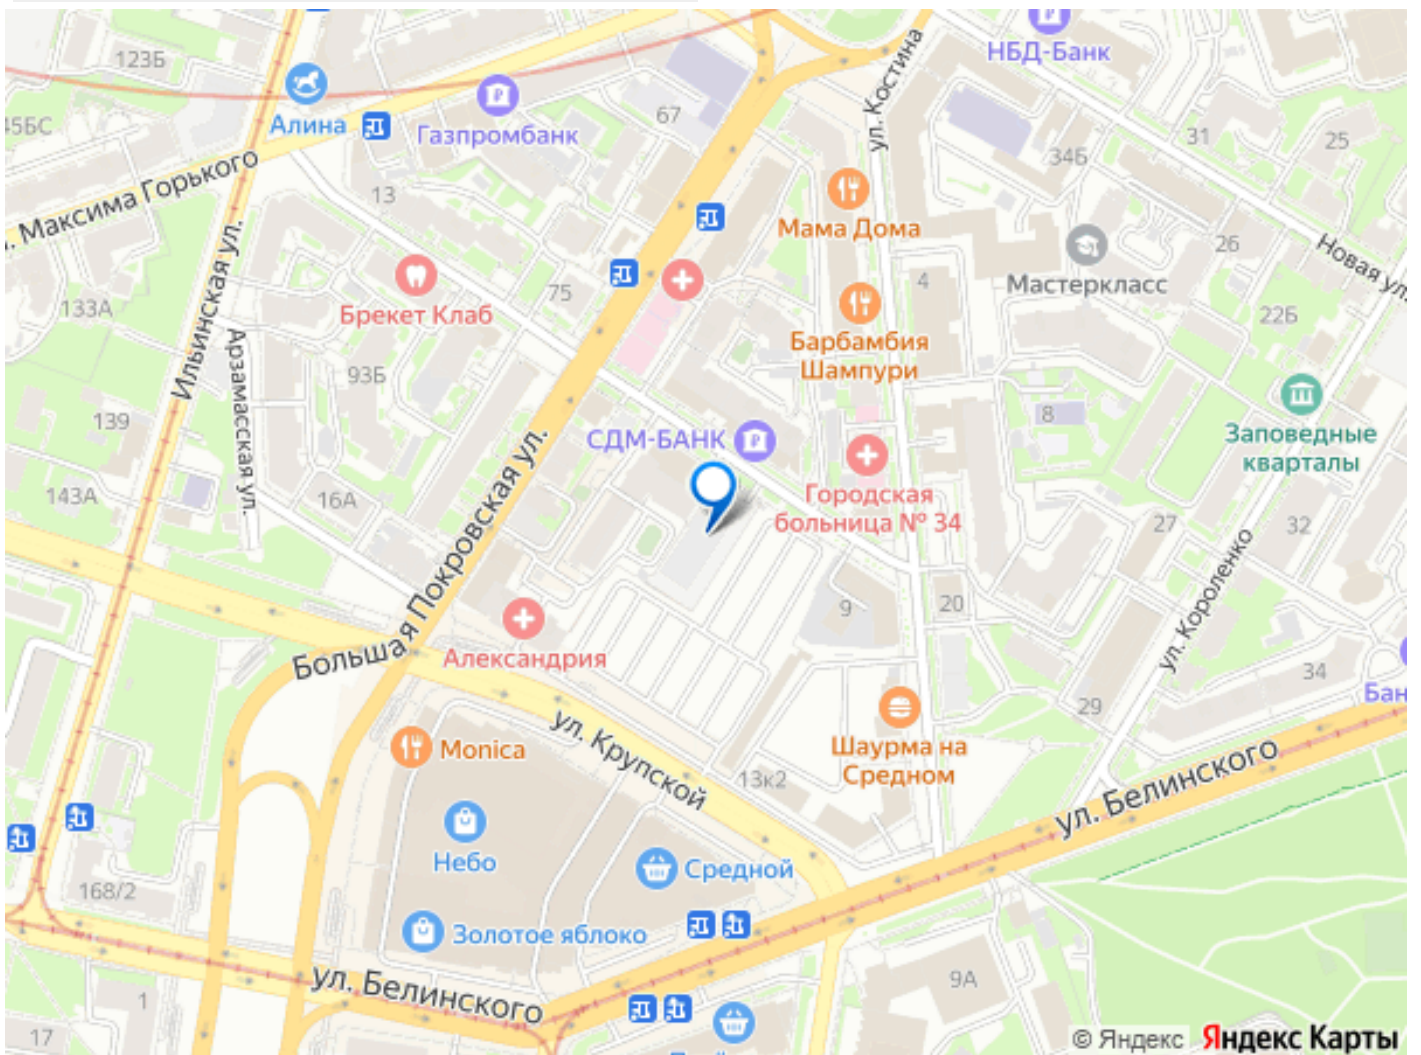 123Б
НБД-Банк
ул. Костина
45БС
Алина
Газпромбанк
67
31
25
34Б
. Максима Горького
13
Мама Дома
26
Новая ул.
Мастеркласс
133А
Ильинская ул.
Арзамасская ул.
Брекет Клаб
75
4
22Б
Барбамбия
Шампури
93Б
139
8
СДМ-БАНК
Заповедные
кварталы
143А
16А
Большая Покровская ул.
Городская
больница № 34
27
32
ул. Короленко
9
20
Александрия
34
Бан
29
Monica
ул. Крупской
Шаурма на
Средном
13к2
ул. Белинского
Небо
Средной
168/2
Золотое яблоко
ул. Белинского
9А
1
17
© Яндекс Яндекс Карты